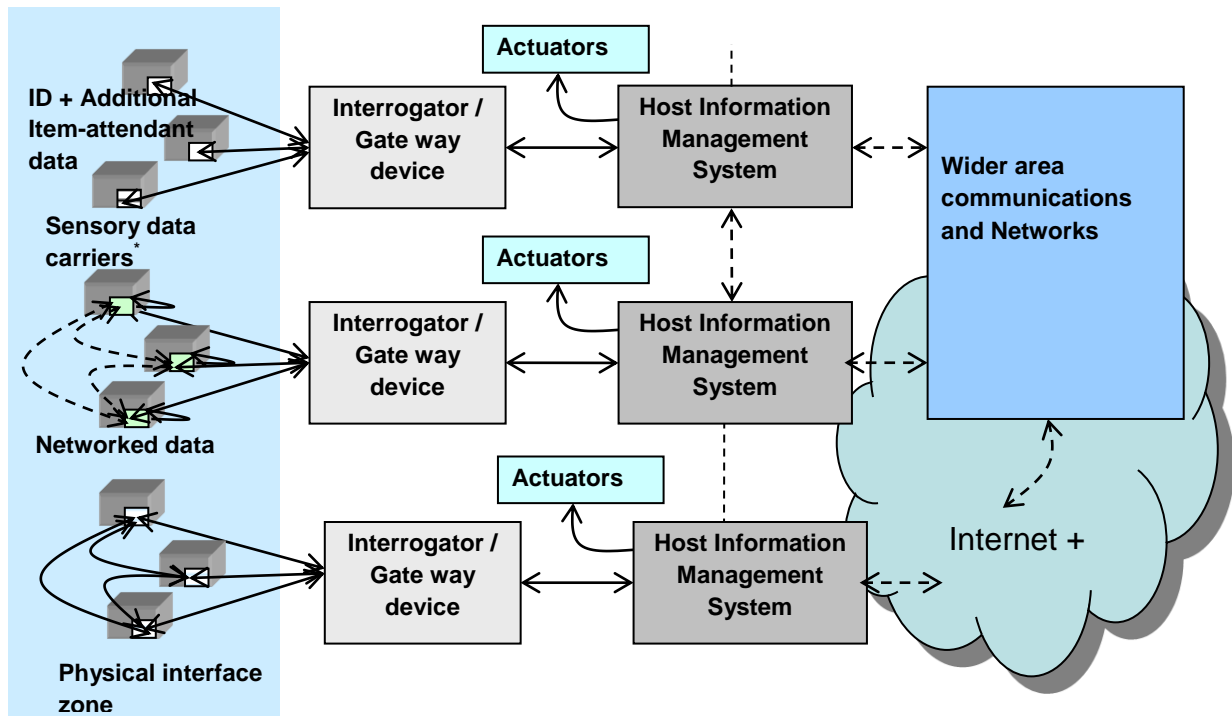 ID + Additional
Item-attendant
data
Sensory data
carriers*
Networked data
Physical interface
zone
Actuators
Interrogator /
Gate way
device
Host Information
Management
System
Actuators
Interrogator /
Gate way
device
Host Information
Management
System
Actuators
Interrogator /
Gate way
device
Host Information
Management
System
Wider area
communications
and Networks
Internet +